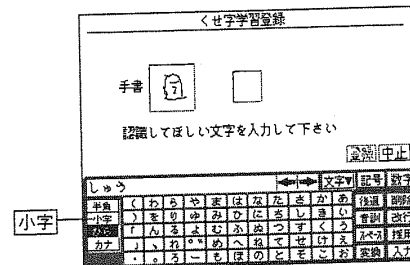 くせ字学習登録
手書
認識してほしい文字を入力して下さい
登録 中止
しゅう 文字▼ 記号 数字
半角 ( わ ら や ま は な た さ か あ 後退 削除
小字 ) を り ゆ み ひ に ち し き い 音訓 改行
「 ん る よ む ふ ぬ つ す く う スペース 採用
カナ 」 、 れ ゜゛ め へ ね て せ け え
・ 。 ろ ー も ほ の と そ こ お 変換 入力
小字